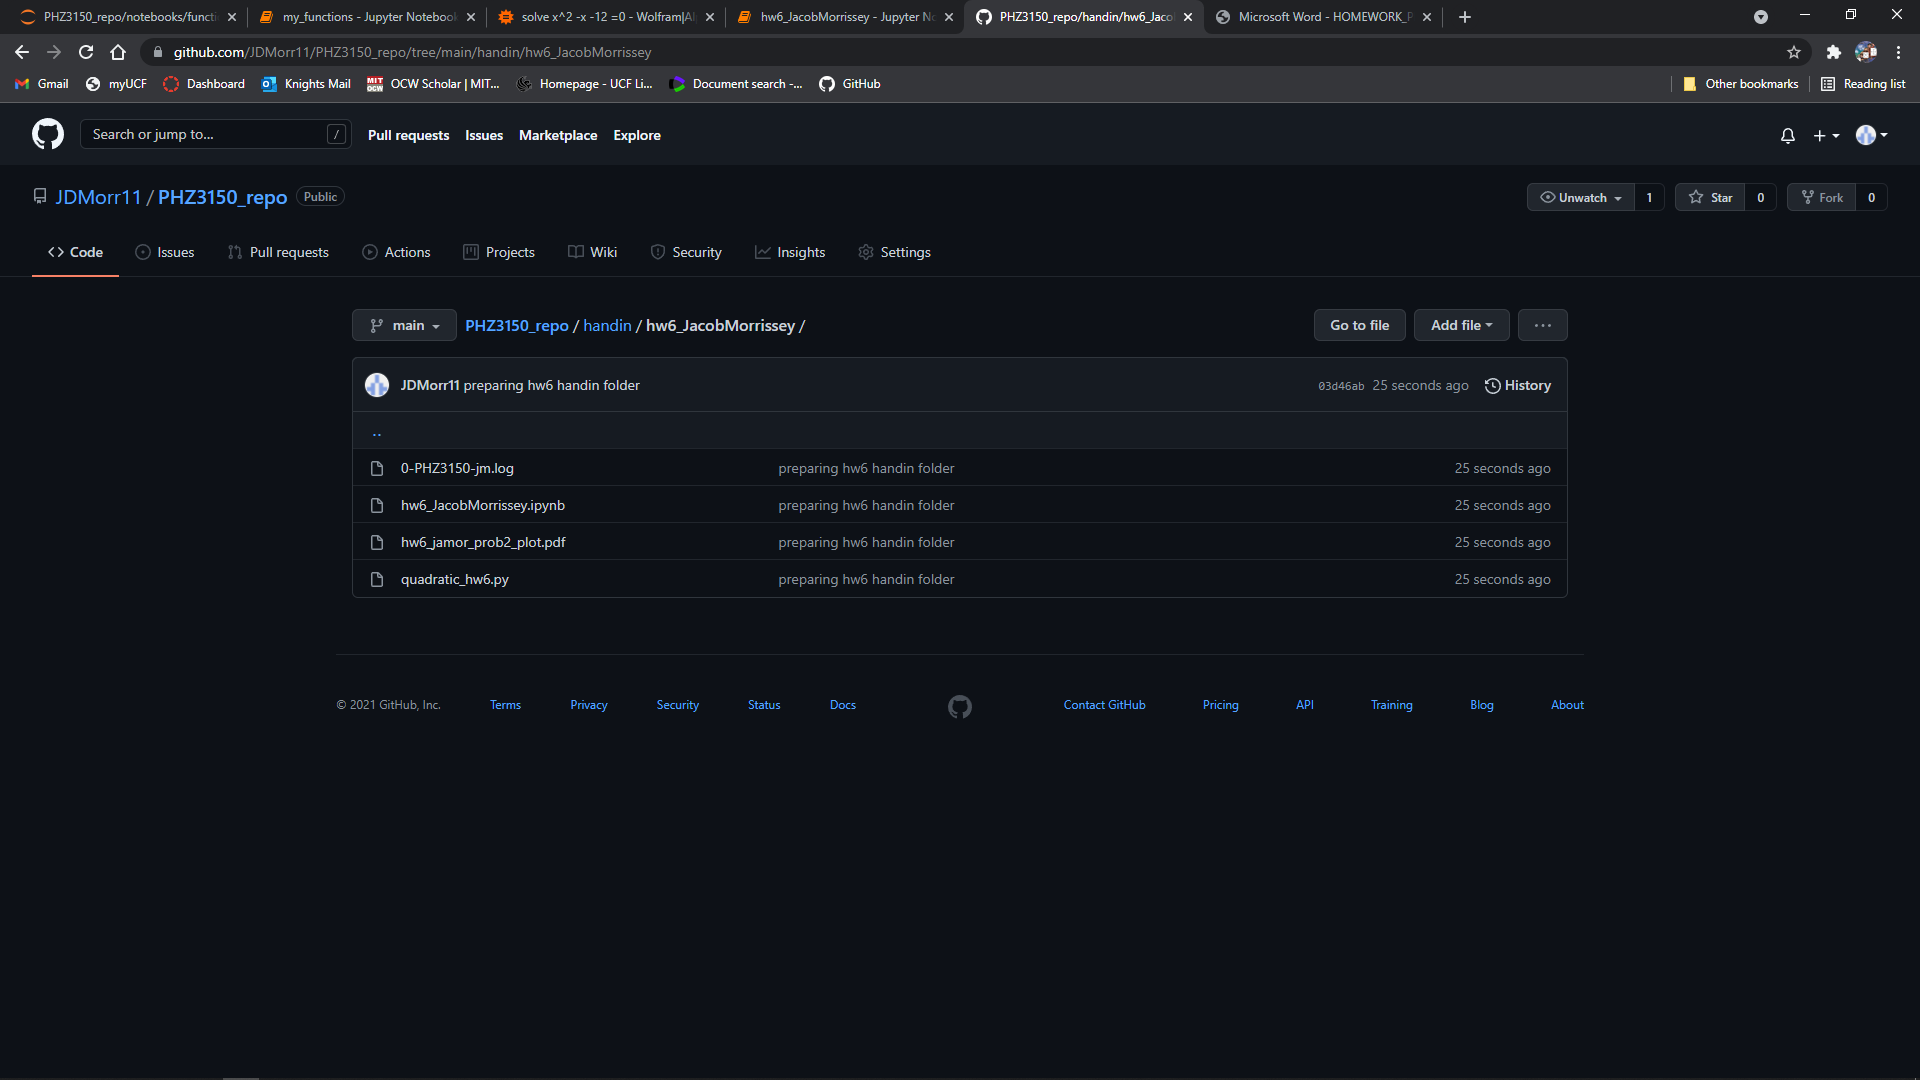 PHZ3150_repo/notebooks/functi
my_functions - Jupyter Notebook
solve x^2 -x -12 =0 - Wolfram|Al
hw6_JacobMorrissey - Jupyter No
PHZ3150_repo/handin/hw6_Jaco
Microsoft Word - HOMEWORK_P
github.com/JDMorr11/PHZ3150_repo/tree/main/handin/hw6_JacobMorrissey
Gmail
myUCF
Dashboard
Knights Mail
MIT OCW
OCW Scholar | MIT...
Homepage - UCF Li...
Document search -...
GitHub
Other bookmarks
Reading list
Search or jump to...
/
Pull requests
Issues
Marketplace
Explore
JDMorr11 / PHZ3150_repo
Public
Unwatch
1
Star
0
Fork
0
Code
Issues
Pull requests
Actions
Projects
Wiki
Security
Insights
Settings
main
PHZ3150_repo / handin / hw6_JacobMorrissey /
Go to file
Add file
...
JDMorr11 preparing hw6 handin folder
03d46ab 25 seconds ago
History
..
0-PHZ3150-jm.log
preparing hw6 handin folder
25 seconds ago
hw6_JacobMorrissey.ipynb
preparing hw6 handin folder
25 seconds ago
hw6_jamor_prob2_plot.pdf
preparing hw6 handin folder
25 seconds ago
quadratic_hw6.py
preparing hw6 handin folder
25 seconds ago
© 2021 GitHub, Inc.
Terms
Privacy
Security
Status
Docs
Contact GitHub
Pricing
API
Training
Blog
About